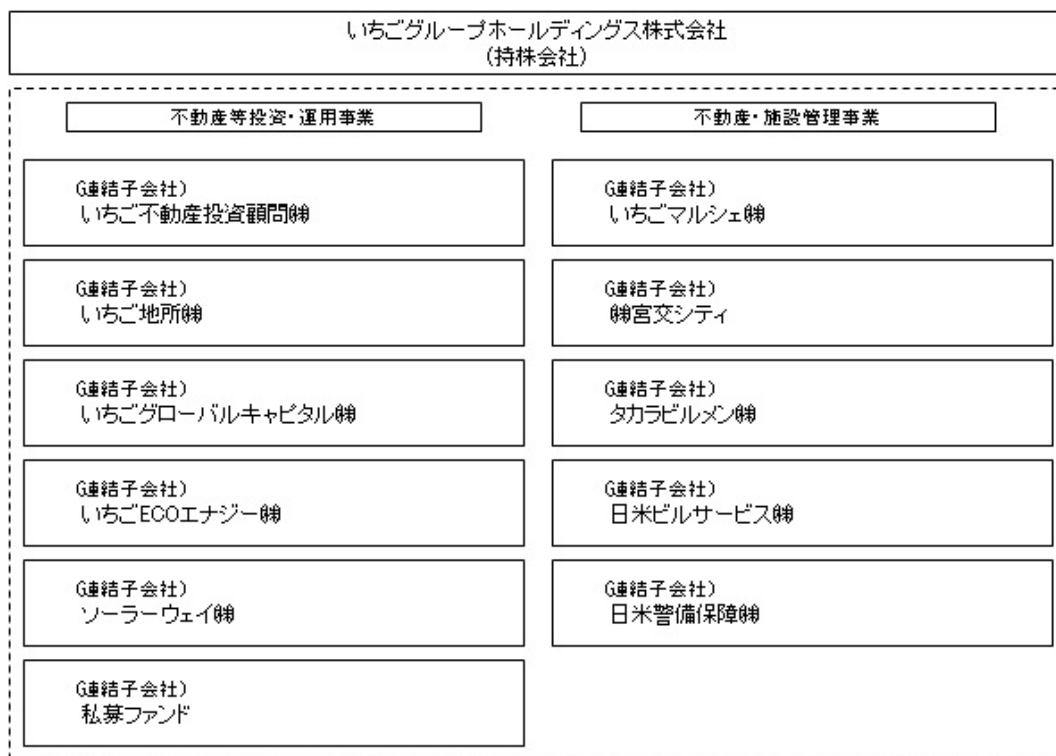 いちごグループホールディングス株式会社
(持株会社)
不動産等投資・運用事業
不動産・施設管理事業
(連結子会社)
いちご不動産投資顧問㈱
(連結子会社)
いちご地所㈱
(連結子会社)
いちごグローバルキャピタル㈱
(連結子会社)
いちごECOエナジー㈱
(連結子会社)
ソーラーウェイ㈱
(連結子会社)
私募ファンド
(連結子会社)
いちごマルシェ㈱
(連結子会社)
㈱宮交シティ
(連結子会社)
タカラビルメン㈱
(連結子会社)
日米ビルサービス㈱
(連結子会社)
日米警備保障㈱